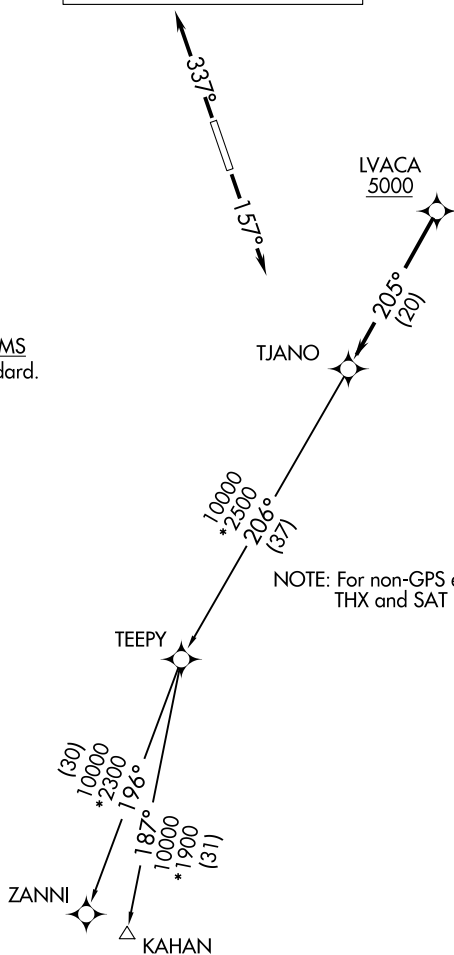 337°
157°
LVACA
5000
205°
(20)
TJANO
MS
dard.
10000
*2500
206°
(37)
NOTE: For non-GPS e
THX and SAT
TEEPY
(30)
10000
*2300
196°
187°
10000
*1900
(31)
ZANNI
KAHAN